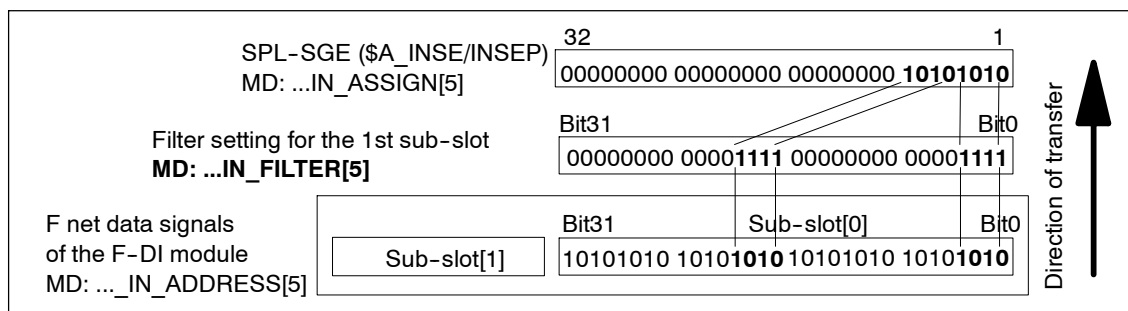 32 1
SPL-SGE ($A_INSE/INSEP)
MD: ...IN_ASSIGN[5]
00000000 00000000 00000000 10101010
Bit31 Bit0
Filter setting for the 1st sub-slot
MD: ...IN_FILTER[5]
00000000 00001111 00000000 00001111
F net data signals
of the F-DI module
MD: ..._IN_ADDRESS[5]
Bit31 Sub-slot[0] Bit0
Sub-slot[1]
10101010 10101010 10101010 10101010
Direction of transfer